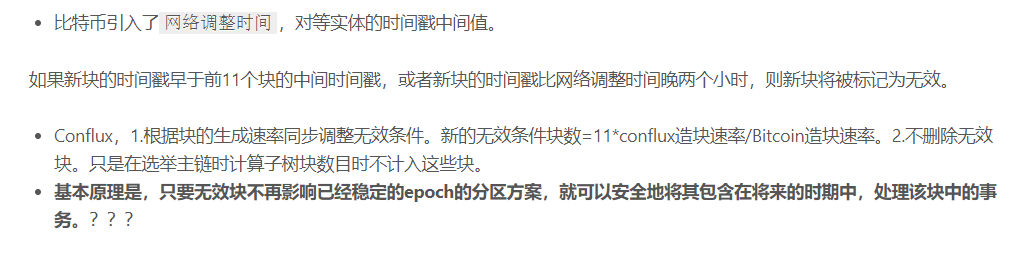 比特币引入了 网络调整时间 ，对等实体的时间戳中间值。
如果新块的时间戳早于前11个块的中间时间戳，或者新块的时间戳比网络调整时间晚两个小时，则新块将被标记为无效。
Conflux，1.根据块的生成速率同步调整无效条件。新的无效条件块数=11*conflux造块速率/Bitcoin造块速率。2.不删除无效
块。只是在选举主链时计算子树块数目时不计入这些块。
基本原理是，只要无效块不再影响已经稳定的epoch的分区方案，就可以安全地将其包含在将来的时期中，处理该块中的事
务。？？？